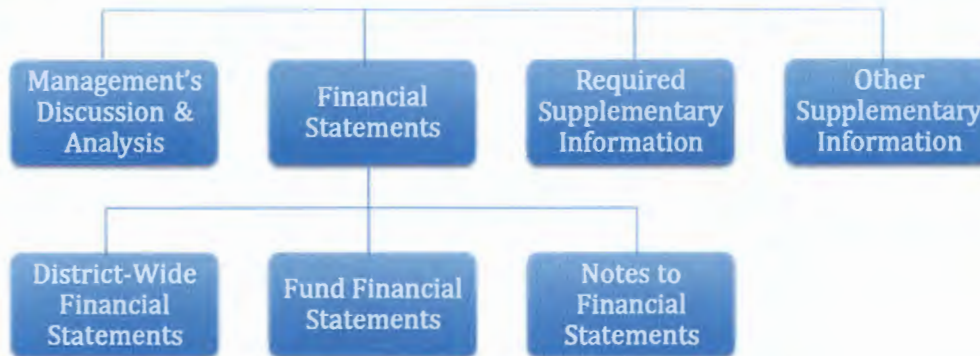 Management's
Discussion &
Analysis
Financial
Statements
Required
Supplementary
Information
Other
Supplementary
Information
District-Wide
Financial
Statements
Fund Financial
Statements
Notes to
Financial
Statements